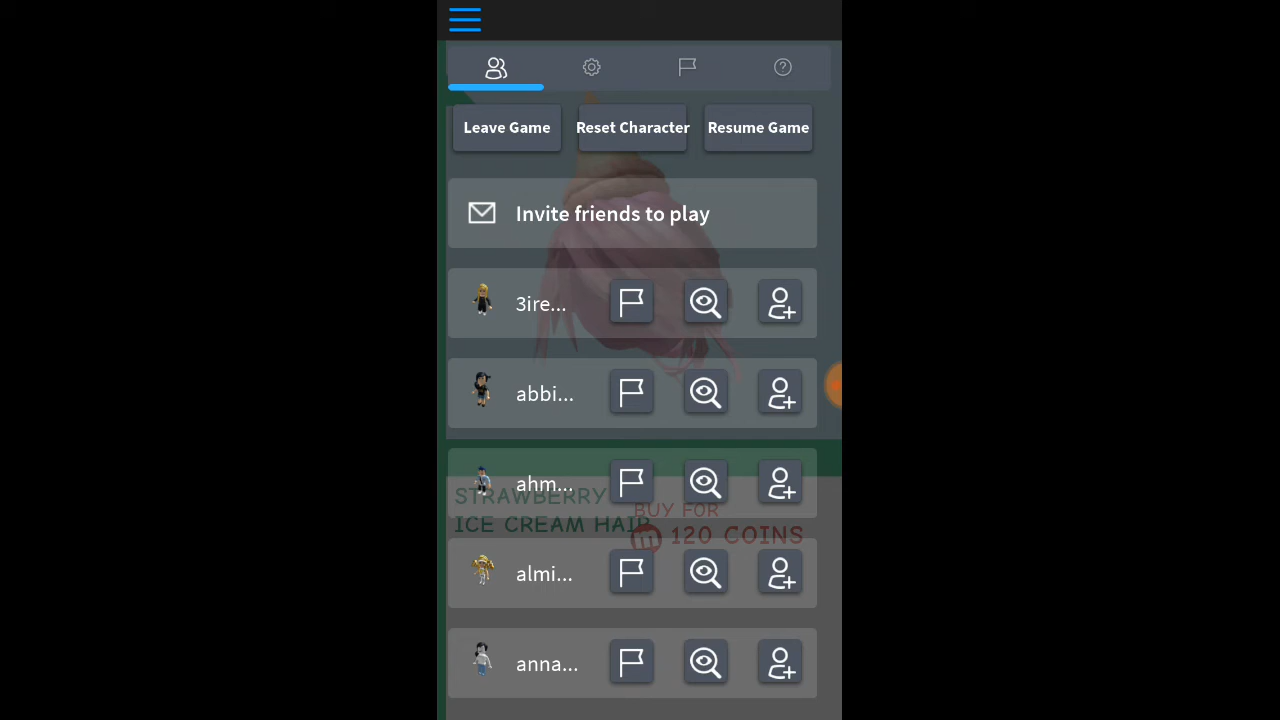 Leave Game
Reset Character
Resume Game
Invite friends to play
3ire...
abbi...
ahm...
STRAWBERRY
ICE CREAM HAIR
BUY FOR
m 120 COINS
almi...
anna...